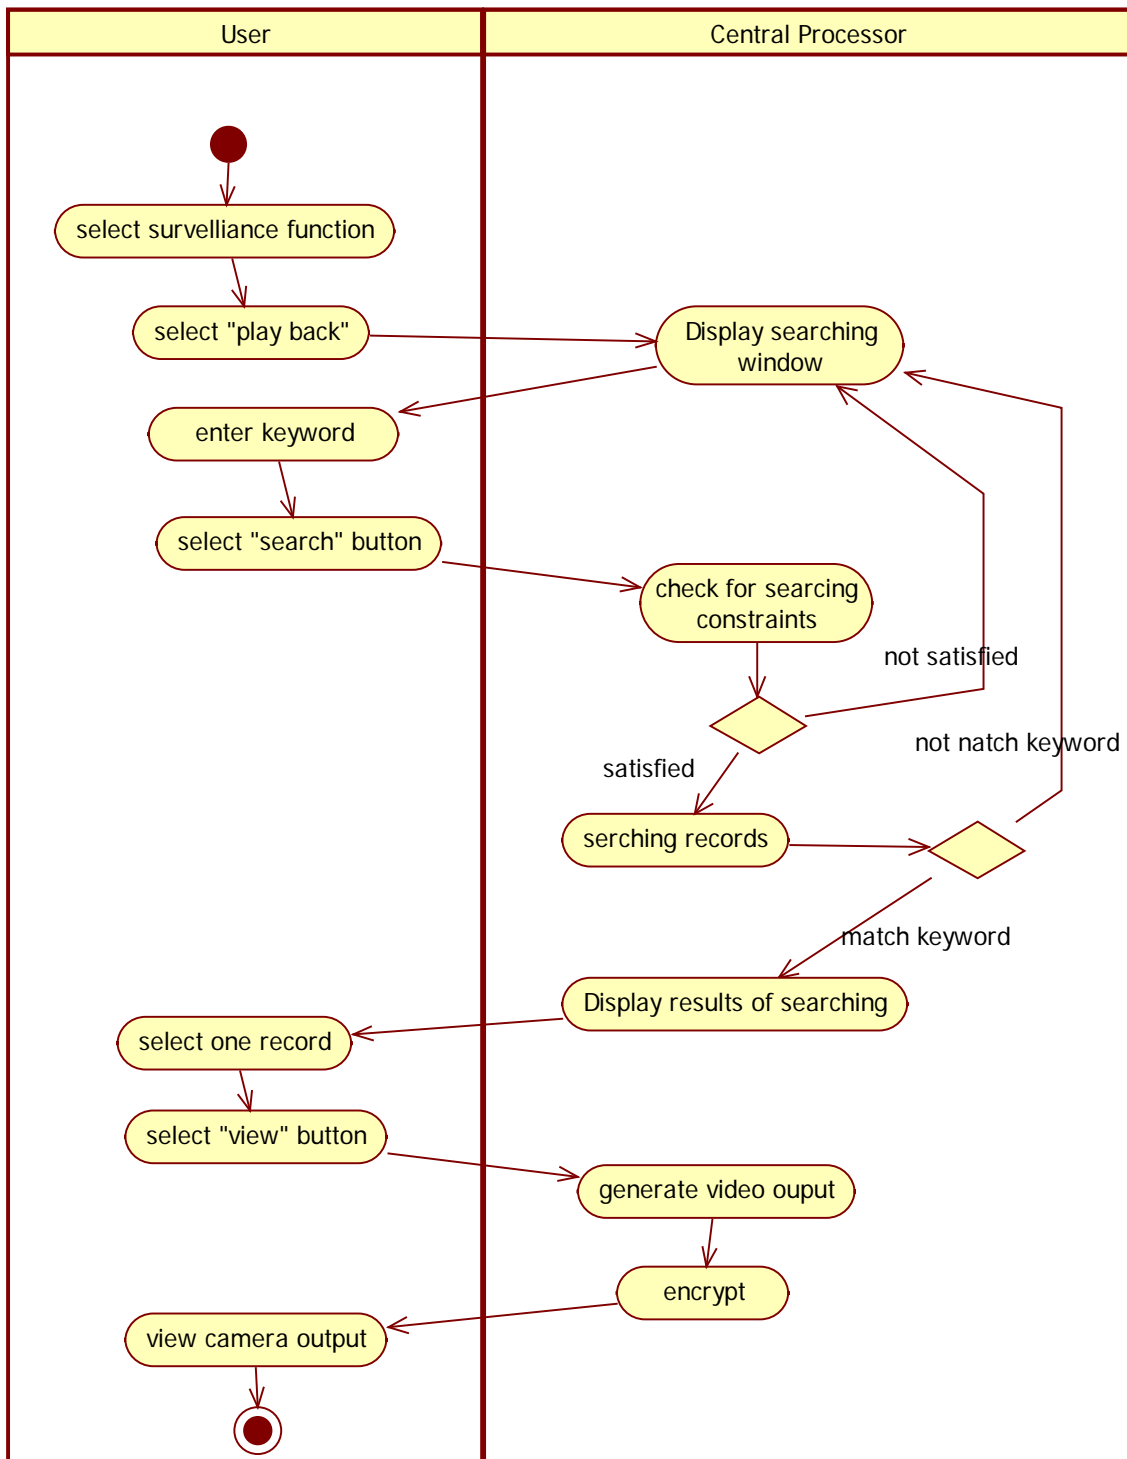 User
Central Processor
select survelliance function
select "play back"
Display searching
window
enter keyword
select "search" button
check for searcing
constraints
not satisfied
not natch keyword
satisfied
serching records
match keyword
Display results of searching
select one record
select "view" button
generate video ouput
encrypt
view camera output